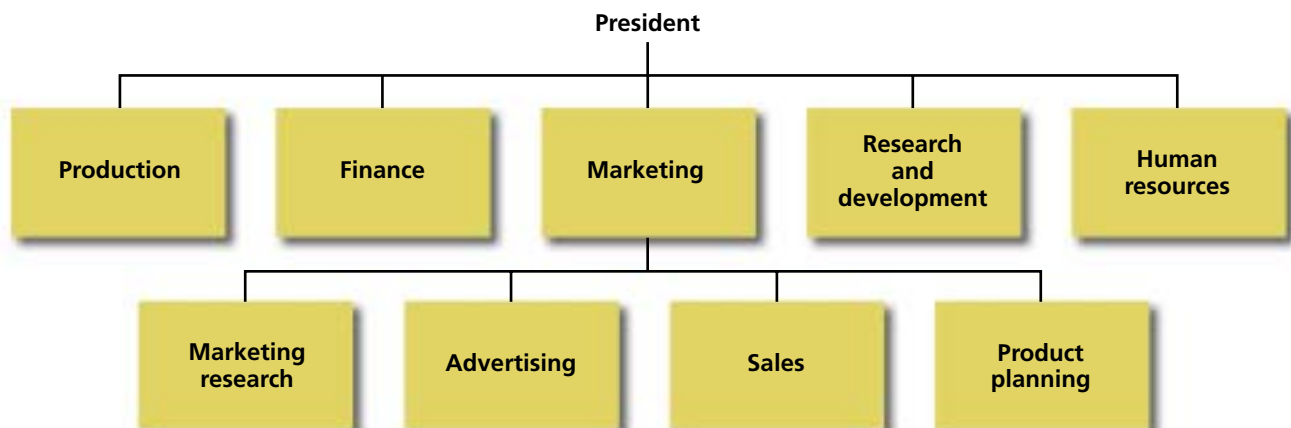 President
Production
Finance
Marketing
Research
and
development
Human
resources
Marketing
research
Advertising
Sales
Product
planning